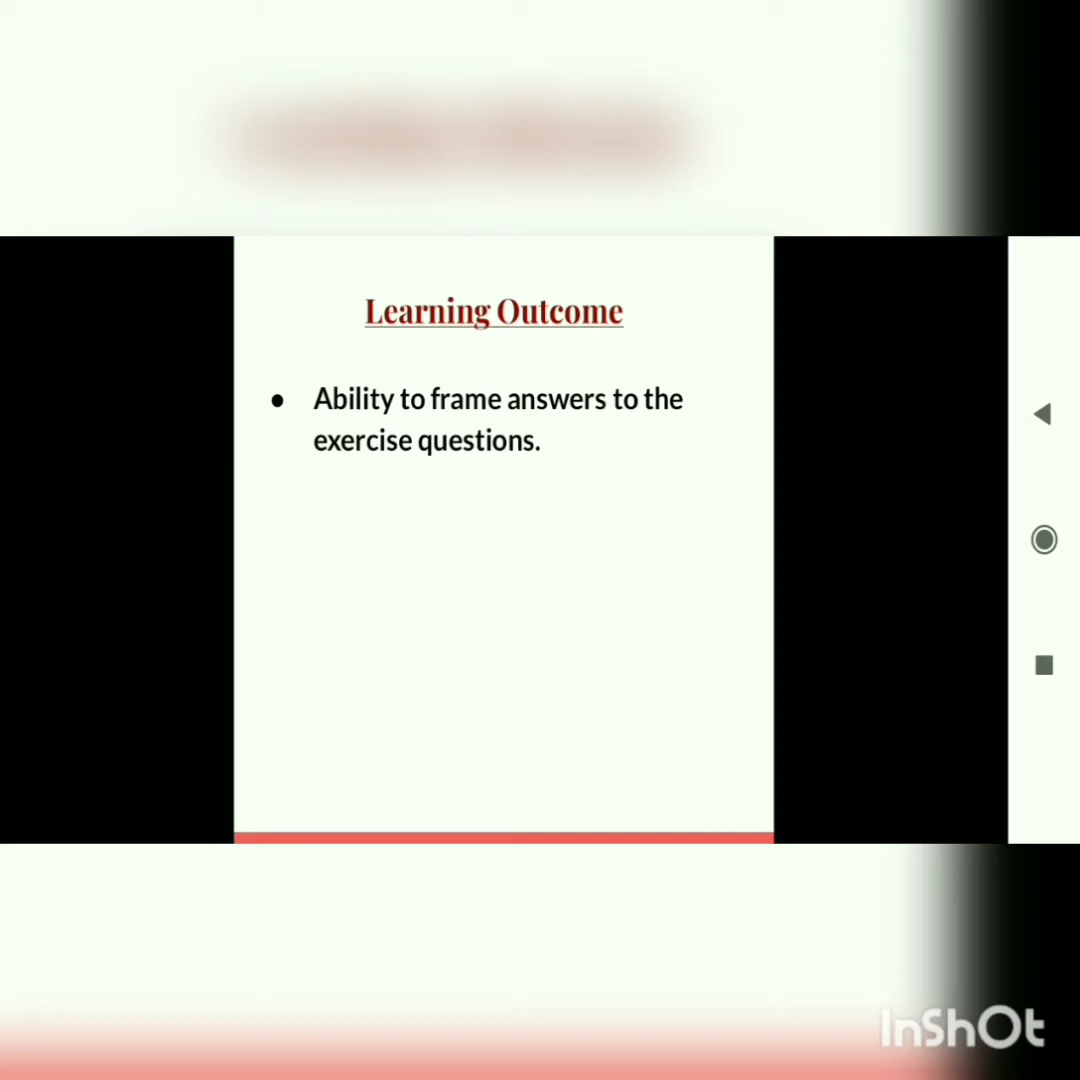 Learning Outcome
● Ability to frame answers to the
exercise questions.
InShOt